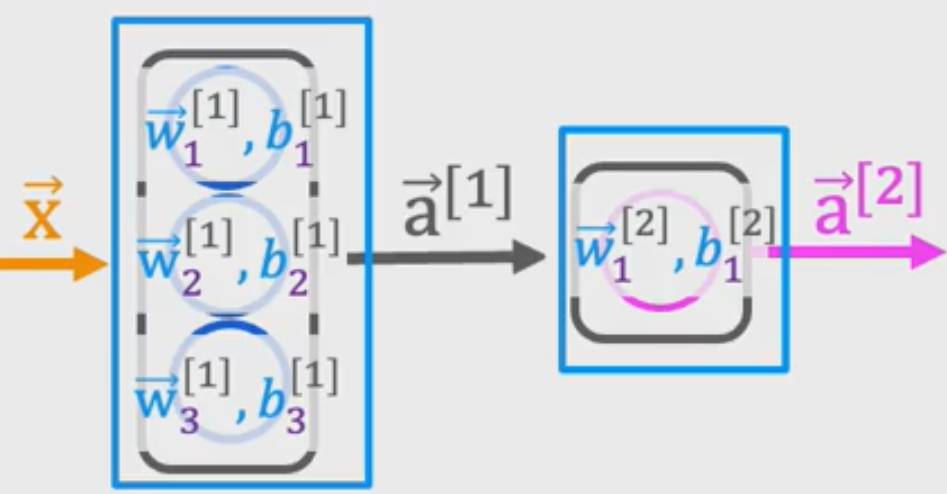 x⃗
w⃗₁^[1], b₁^[1]
w⃗₂^[1], b₂^[1]
w⃗₃^[1], b₃^[1]
a⃗^[1]
w⃗₁^[2], b₁^[2]
a⃗^[2]